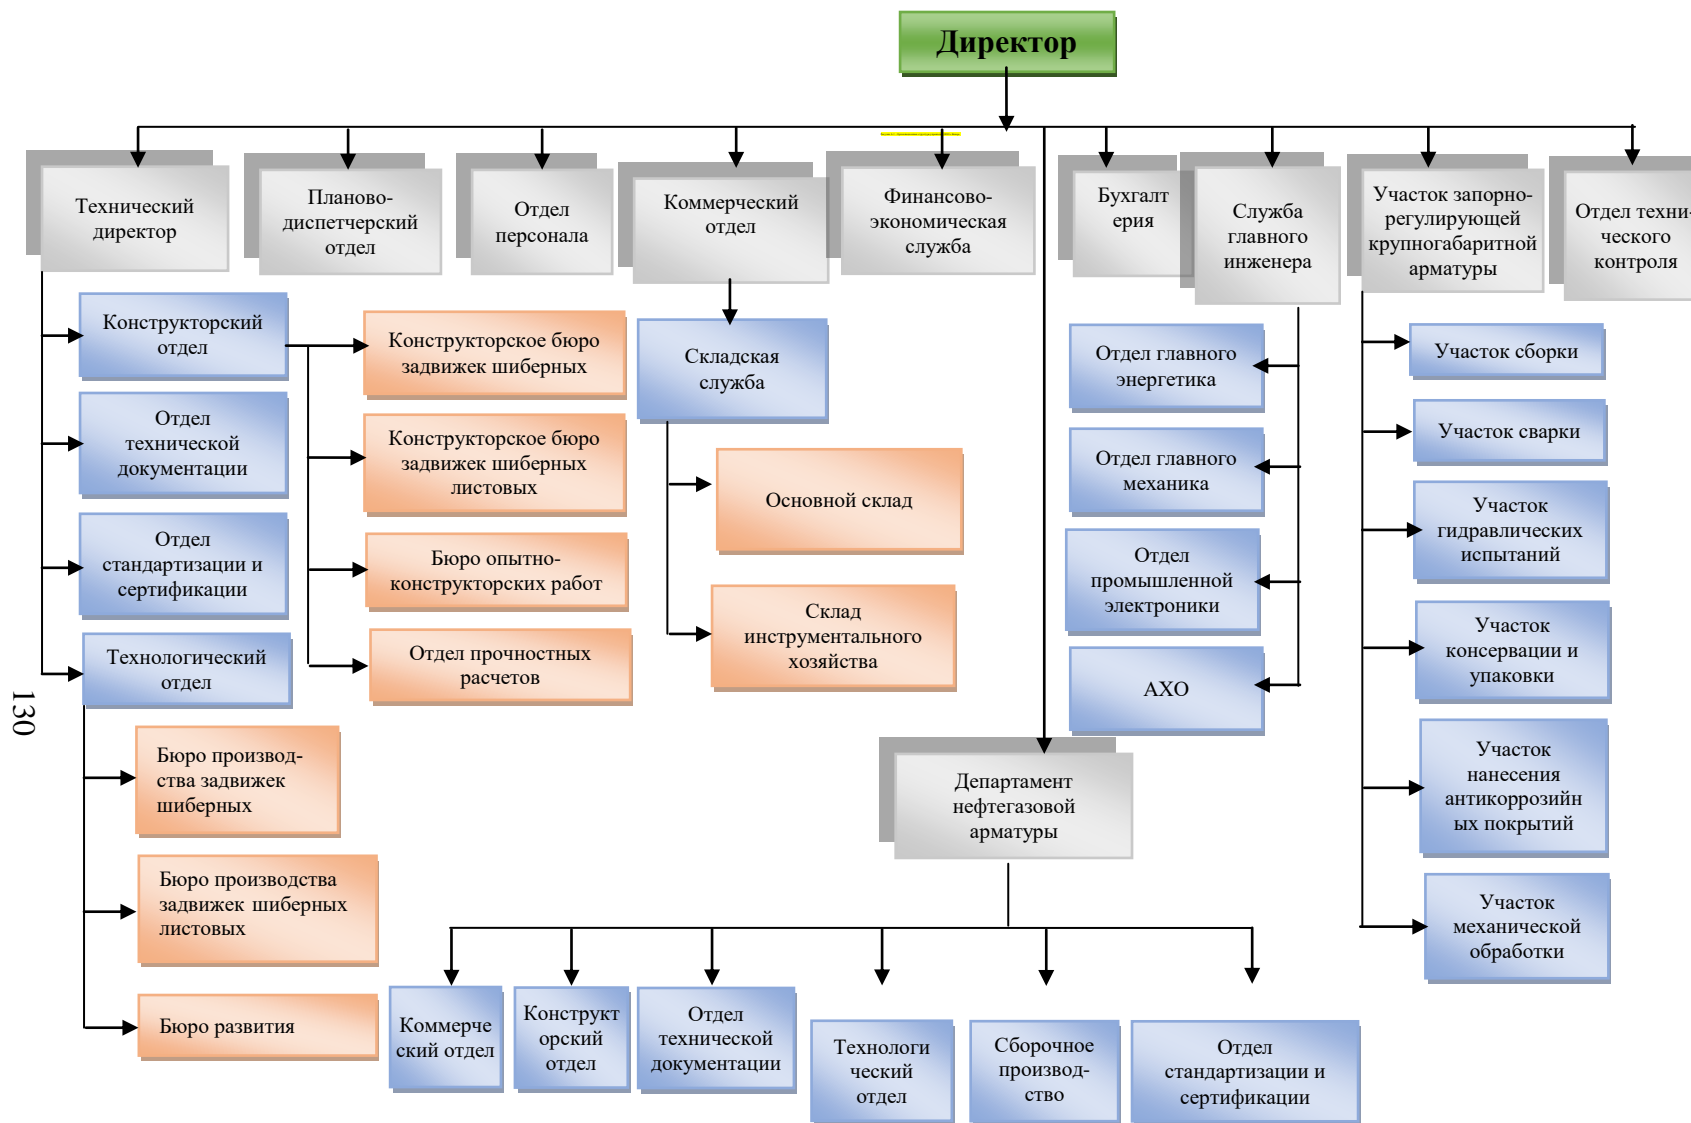 Директор
Технический
директор
Планово-
диспетчерский
отдел
Отдел
персонала
Коммерческий
отдел
Финансово-
экономическая
служба
Бухгалт
ерия
Служба
главного
инженера
Участок запорно-
регулирующей
крупногабаритной
арматуры
Отдел техни-
ческого
контроля
Конструкторский
отдел
Отдел
технической
документации
Отдел
стандартизации и
сертификации
Технологический
отдел
Конструкторское бюро
задвижек шиберных
Конструкторское бюро
задвижек шиберных
листовых
Бюро опытно-
конструкторских работ
Отдел прочностных
расчетов
Складская
служба
Основной склад
Склад
инструментального
хозяйства
Отдел главного
энергетика
Отдел главного
механика
Отдел
промышленной
электроники
АХО
Участок сборки
Участок сварки
Участок
гидравлических
испытаний
Участок
консервации и
упаковки
Участок
нанесения
антикоррозийн
ых покрытий
Участок
механической
обработки
130
Бюро производ-
ства задвижек
шиберных
Бюро производства
задвижек шиберных
листовых
Бюро развития
Департамент
нефтегазовой
арматуры
Коммерче
ский отдел
Конструкт
орский
отдел
Отдел
технической
документации
Технологи
ческий
отдел
Сборочное
производ-
ство
Отдел
стандартизации и
сертификации